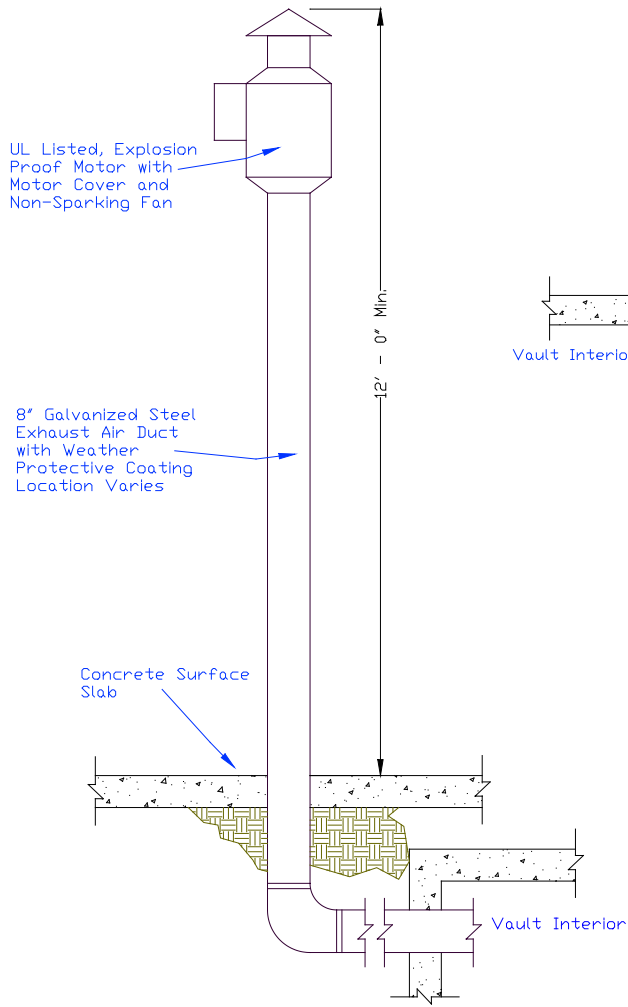 UL Listed, Explosion
Proof Motor with
Motor Cover and
Non-Sparking Fan
12' - 0" Min.
Vault Interio
8" Galvanized Steel
Exhaust Air Duct
with Weather
Protective Coating
Location Varies
Concrete Surface
Slab
Vault Interior